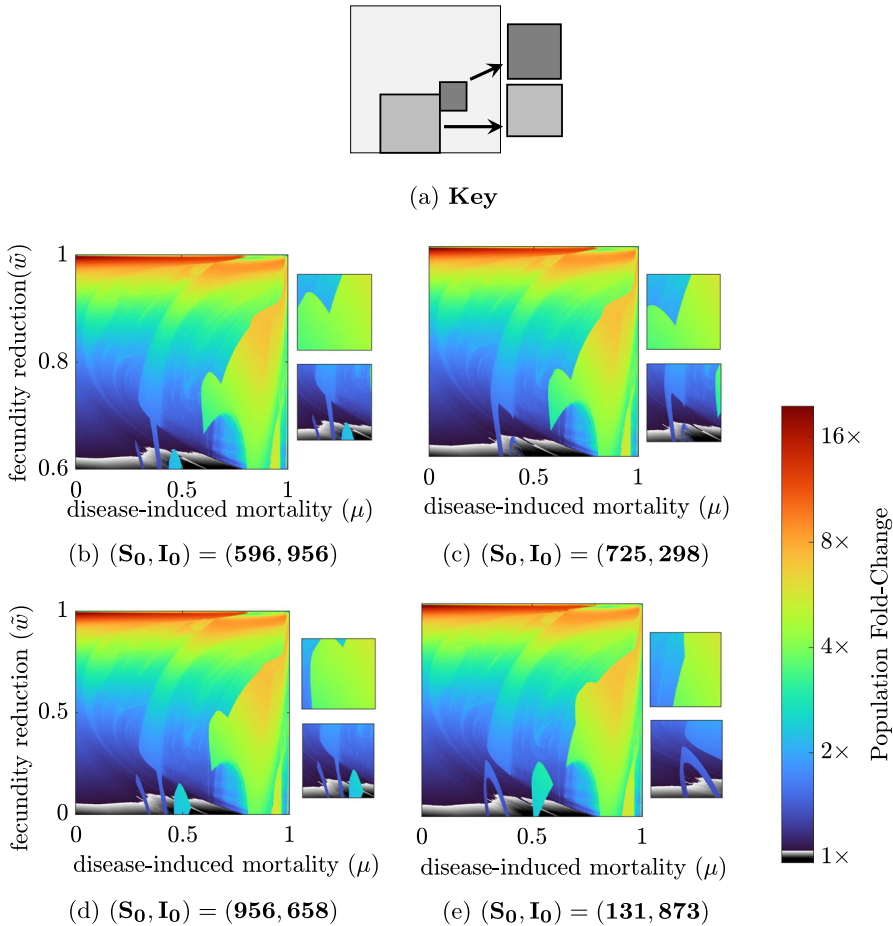 (a) Key
fecundity reduction(w̃)
1
0.8
0.6
0
0.5
1
disease-induced mortality (μ)
(b) (S₀, I₀) = (596, 956)
0
0.5
1
disease-induced mortality (μ)
(c) (S₀, I₀) = (725, 298)
fecundity reduction (w̃)
1
0.5
0
0
0.5
1
disease-induced mortality (μ)
(d) (S₀, I₀) = (956, 658)
0
0.5
1
disease-induced mortality (μ)
(e) (S₀, I₀) = (131, 873)
16×
8×
4×
2×
1×
Population Fold-Change